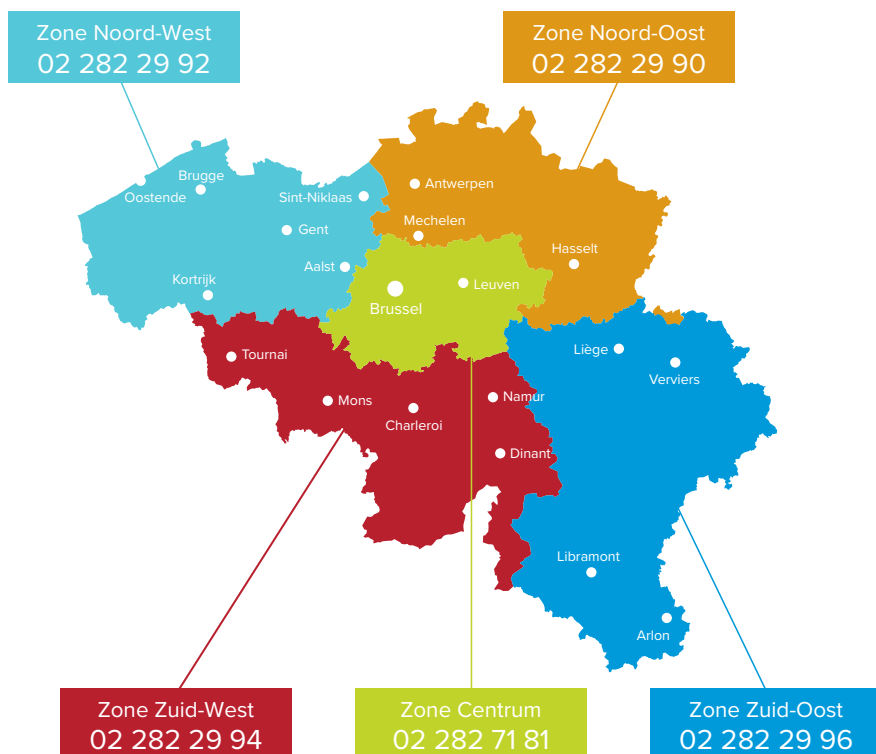 Zone Noord-West
02 282 29 92
Zone Noord-Oost
02 282 29 90
Brugge
Oostende
Sint-Niklaas
Antwerpen
Gent
Mechelen
Aalst
Hasselt
Kortrijk
Leuven
Brussel
Tournai
Liège
Verviers
Mons
Namur
Charleroi
Dinant
Libramont
Arlon
Zone Zuid-West
02 282 29 94
Zone Centrum
02 282 71 81
Zone Zuid-Oost
02 282 29 96